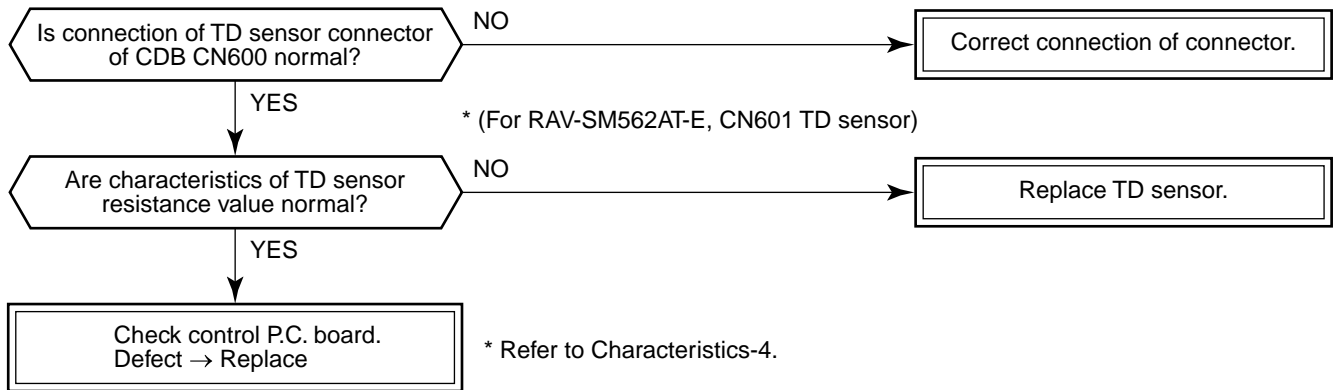 Is connection of TD sensor connector
of CDB CN600 normal?
NO
Correct connection of connector.
YES
* (For RAV-SM562AT-E, CN601 TD sensor)
Are characteristics of TD sensor
resistance value normal?
NO
Replace TD sensor.
YES
Check control P.C. board.
Defect → Replace
* Refer to Characteristics-4.